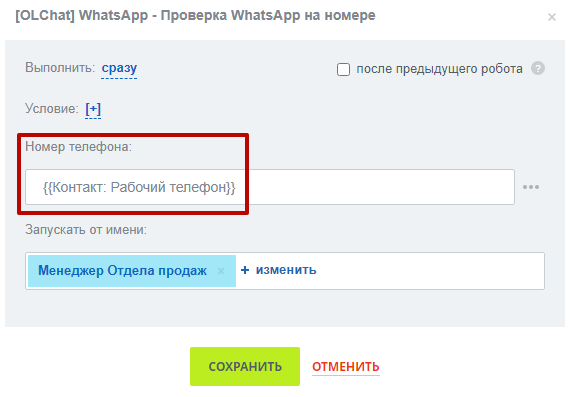 [OLChat] WhatsApp - Проверка WhatsApp на номере ×
Выполнить: сразу после предыдущего робота ?
Условие: [+]
Номер телефона:
{{Контакт: Рабочий телефон}} •••
Запускать от имени:
Менеджер Отдела продаж × + изменить
СОХРАНИТЬ ОТМЕНИТЬ